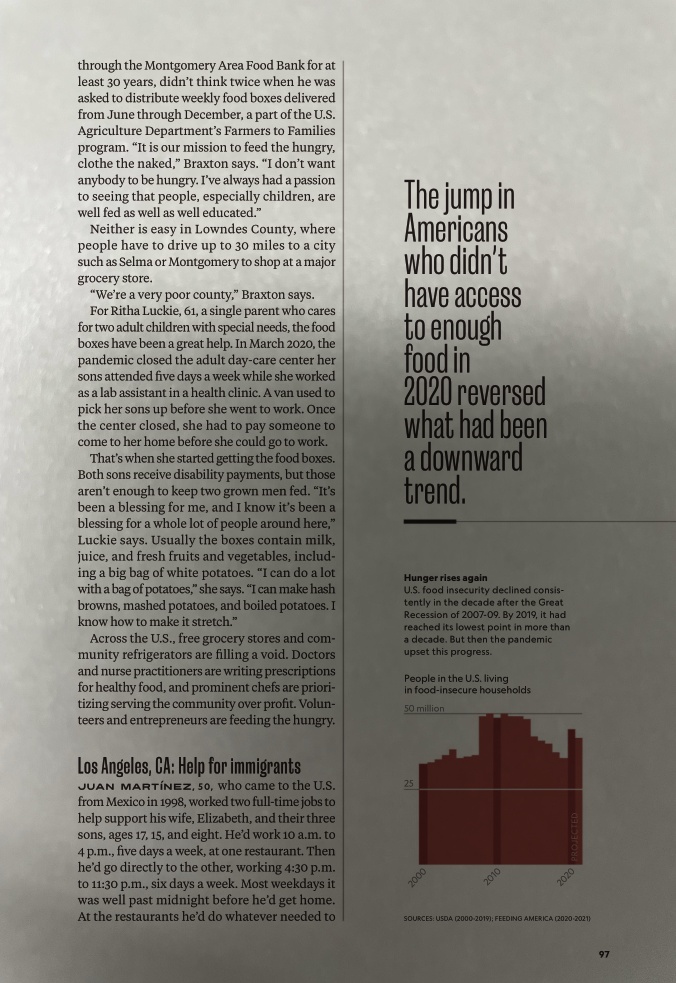 through the Montgomery Area Food Bank for at
least 30 years, didn’t think twice when he was
asked to distribute weekly food boxes delivered
from June through December, a part of the U.S.
Agriculture Department’s Farmers to Families
program. “It is our mission to feed the hungry,
clothe the naked,” Braxton says. “I don’t want
anybody to be hungry. I’ve always had a passion
to seeing that people, especially children, are
well fed as well as well educated.”
Neither is easy in Lowndes County, where
people have to drive up to 30 miles to a city
such as Selma or Montgomery to shop at a major
grocery store.
“We’re a very poor county,” Braxton says.
For Ritha Luckie, 61, a single parent who cares
for two adult children with special needs, the food
boxes have been a great help. In March 2020, the
pandemic closed the adult day-care center her
sons attended five days a week while she worked
as a lab assistant in a health clinic. A van used to
pick her sons up before she went to work. Once
the center closed, she had to pay someone to
come to her home before she could go to work.
That’s when she started getting the food boxes.
Both sons receive disability payments, but those
aren’t enough to keep two grown men fed. “It’s
been a blessing for me, and I know it’s been a
blessing for a whole lot of people around here,”
Luckie says. Usually the boxes contain milk,
juice, and fresh fruits and vegetables, includ-
ing a big bag of white potatoes. “I can do a lot
with a bag of potatoes,” she says. “I can make hash
browns, mashed potatoes, and boiled potatoes. I
know how to make it stretch.”
Across the U.S., free grocery stores and com-
munity refrigerators are filling a void. Doctors
and nurse practitioners are writing prescriptions
for healthy food, and prominent chefs are priori-
tizing serving the community over profit. Volun-
teers and entrepreneurs are feeding the hungry.
Los Angeles, CA: Help for immigrants
JUAN MARTÍNEZ, 50, who came to the U.S.
from Mexico in 1998, worked two full-time jobs to
help support his wife, Elizabeth, and their three
sons, ages 17, 15, and eight. He’d work 10 a.m. to
4 p.m., five days a week, at one restaurant. Then
he’d go directly to the other, working 4:30 p.m.
to 11:30 p.m., six days a week. Most weekdays it
was well past midnight before he’d get home.
At the restaurants he’d do whatever needed to
The jump in
Americans
who didn’t
have access
to enough
food in
2020 reversed
what had been
a downward
trend.
Hunger rises again
U.S. food insecurity declined consis-
tently in the decade after the Great
Recession of 2007-09. By 2019, it had
reached its lowest point in more than
a decade. But then the pandemic
upset this progress.
People in the U.S. living
in food-insecure households
50 million
25
PROJECTED
2000
2010
2020
SOURCES: USDA (2000-2019); FEEDING AMERICA (2020-2021)
97